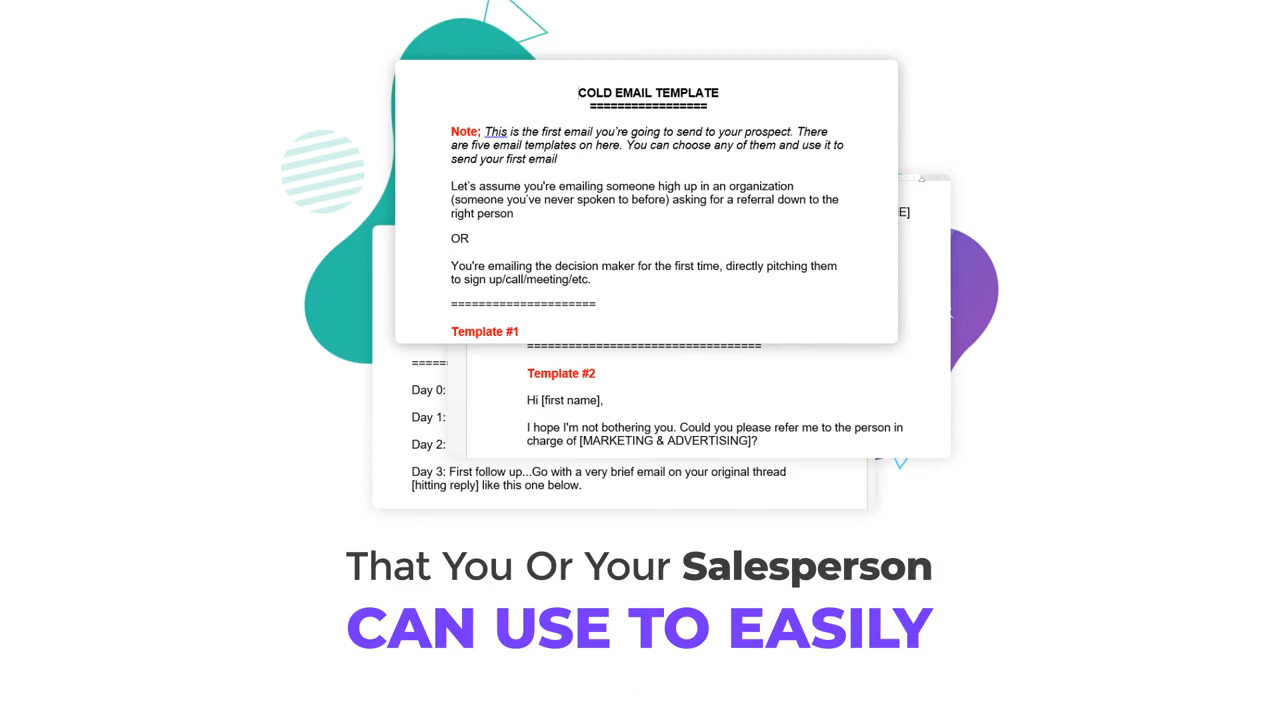 COLD EMAIL TEMPLATE
=================
Note; This is the first email you're going to send to your prospect. There
are five email templates on here. You can choose any of them and use it to
send your first email
Let's assume you're emailing someone high up in an organization
(someone you've never spoken to before) asking for a referral down to the
right person
OR
You're emailing the decision maker for the first time, directly pitching them
to sign up/call/meeting/etc.
=====================
Template #1
E]
==================================
Template #2
Hi [first name],
I hope I'm not bothering you. Could you please refer me to the person in
charge of [MARKETING & ADVERTISING]?
=====
Day 0:
Day 1:
Day 2:
Day 3: First follow up...Go with a very brief email on your original thread
[hitting reply] like this one below.
That You Or Your Salesperson
CAN USE TO EASILY